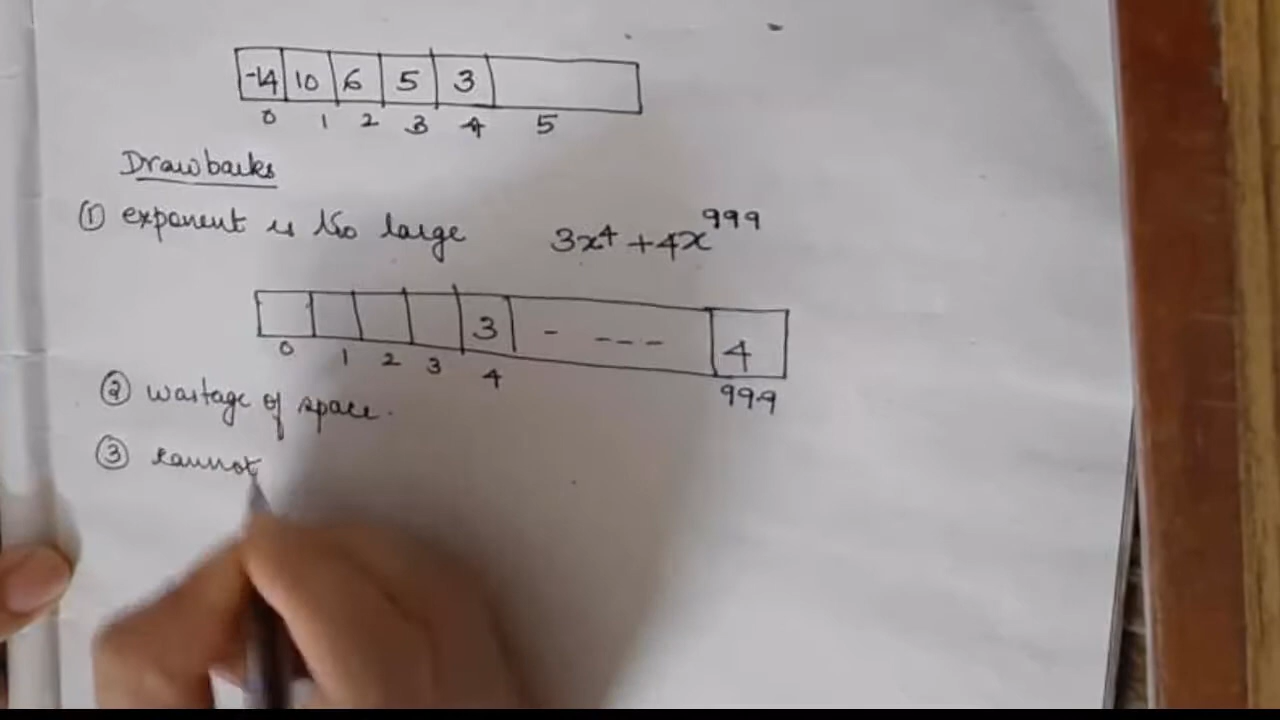 -14 10 6 5 3
0 1 2 3 4 5
Drawbacks
① exponent is too large 3x⁴ + 4x⁹⁹⁹
3 - --- 4
0 1 2 3 4 999
② wastage of space.
③ cannot